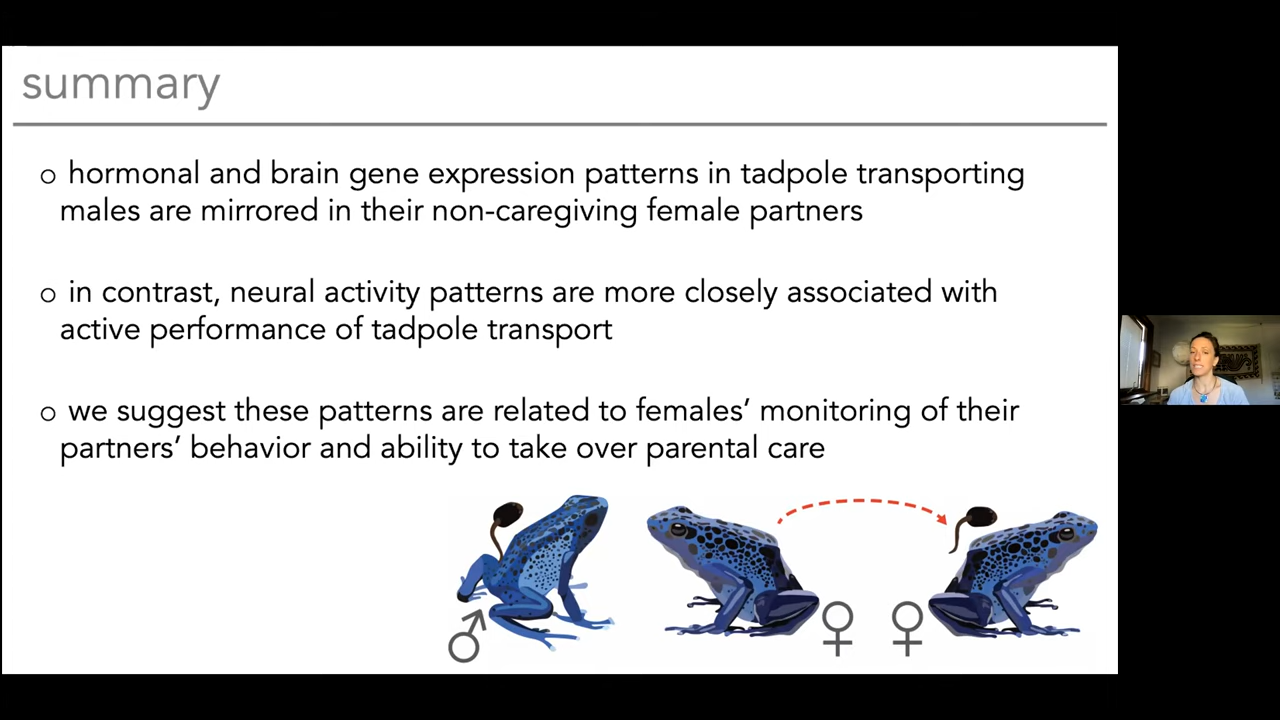 summary
o hormonal and brain gene expression patterns in tadpole transporting
males are mirrored in their non-caregiving female partners
o in contrast, neural activity patterns are more closely associated with
active performance of tadpole transport
o we suggest these patterns are related to females’ monitoring of their
partners’ behavior and ability to take over parental care
♂ ♀ ♀